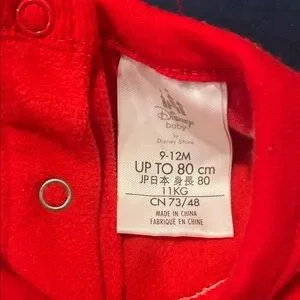 Disney
baby
by
Disney Store
9-12M
UP TO 80 cm
JP日本 身長 80
11KG
CN 73/48
MADE IN CHINA
FABRIQUÉ EN CHINE